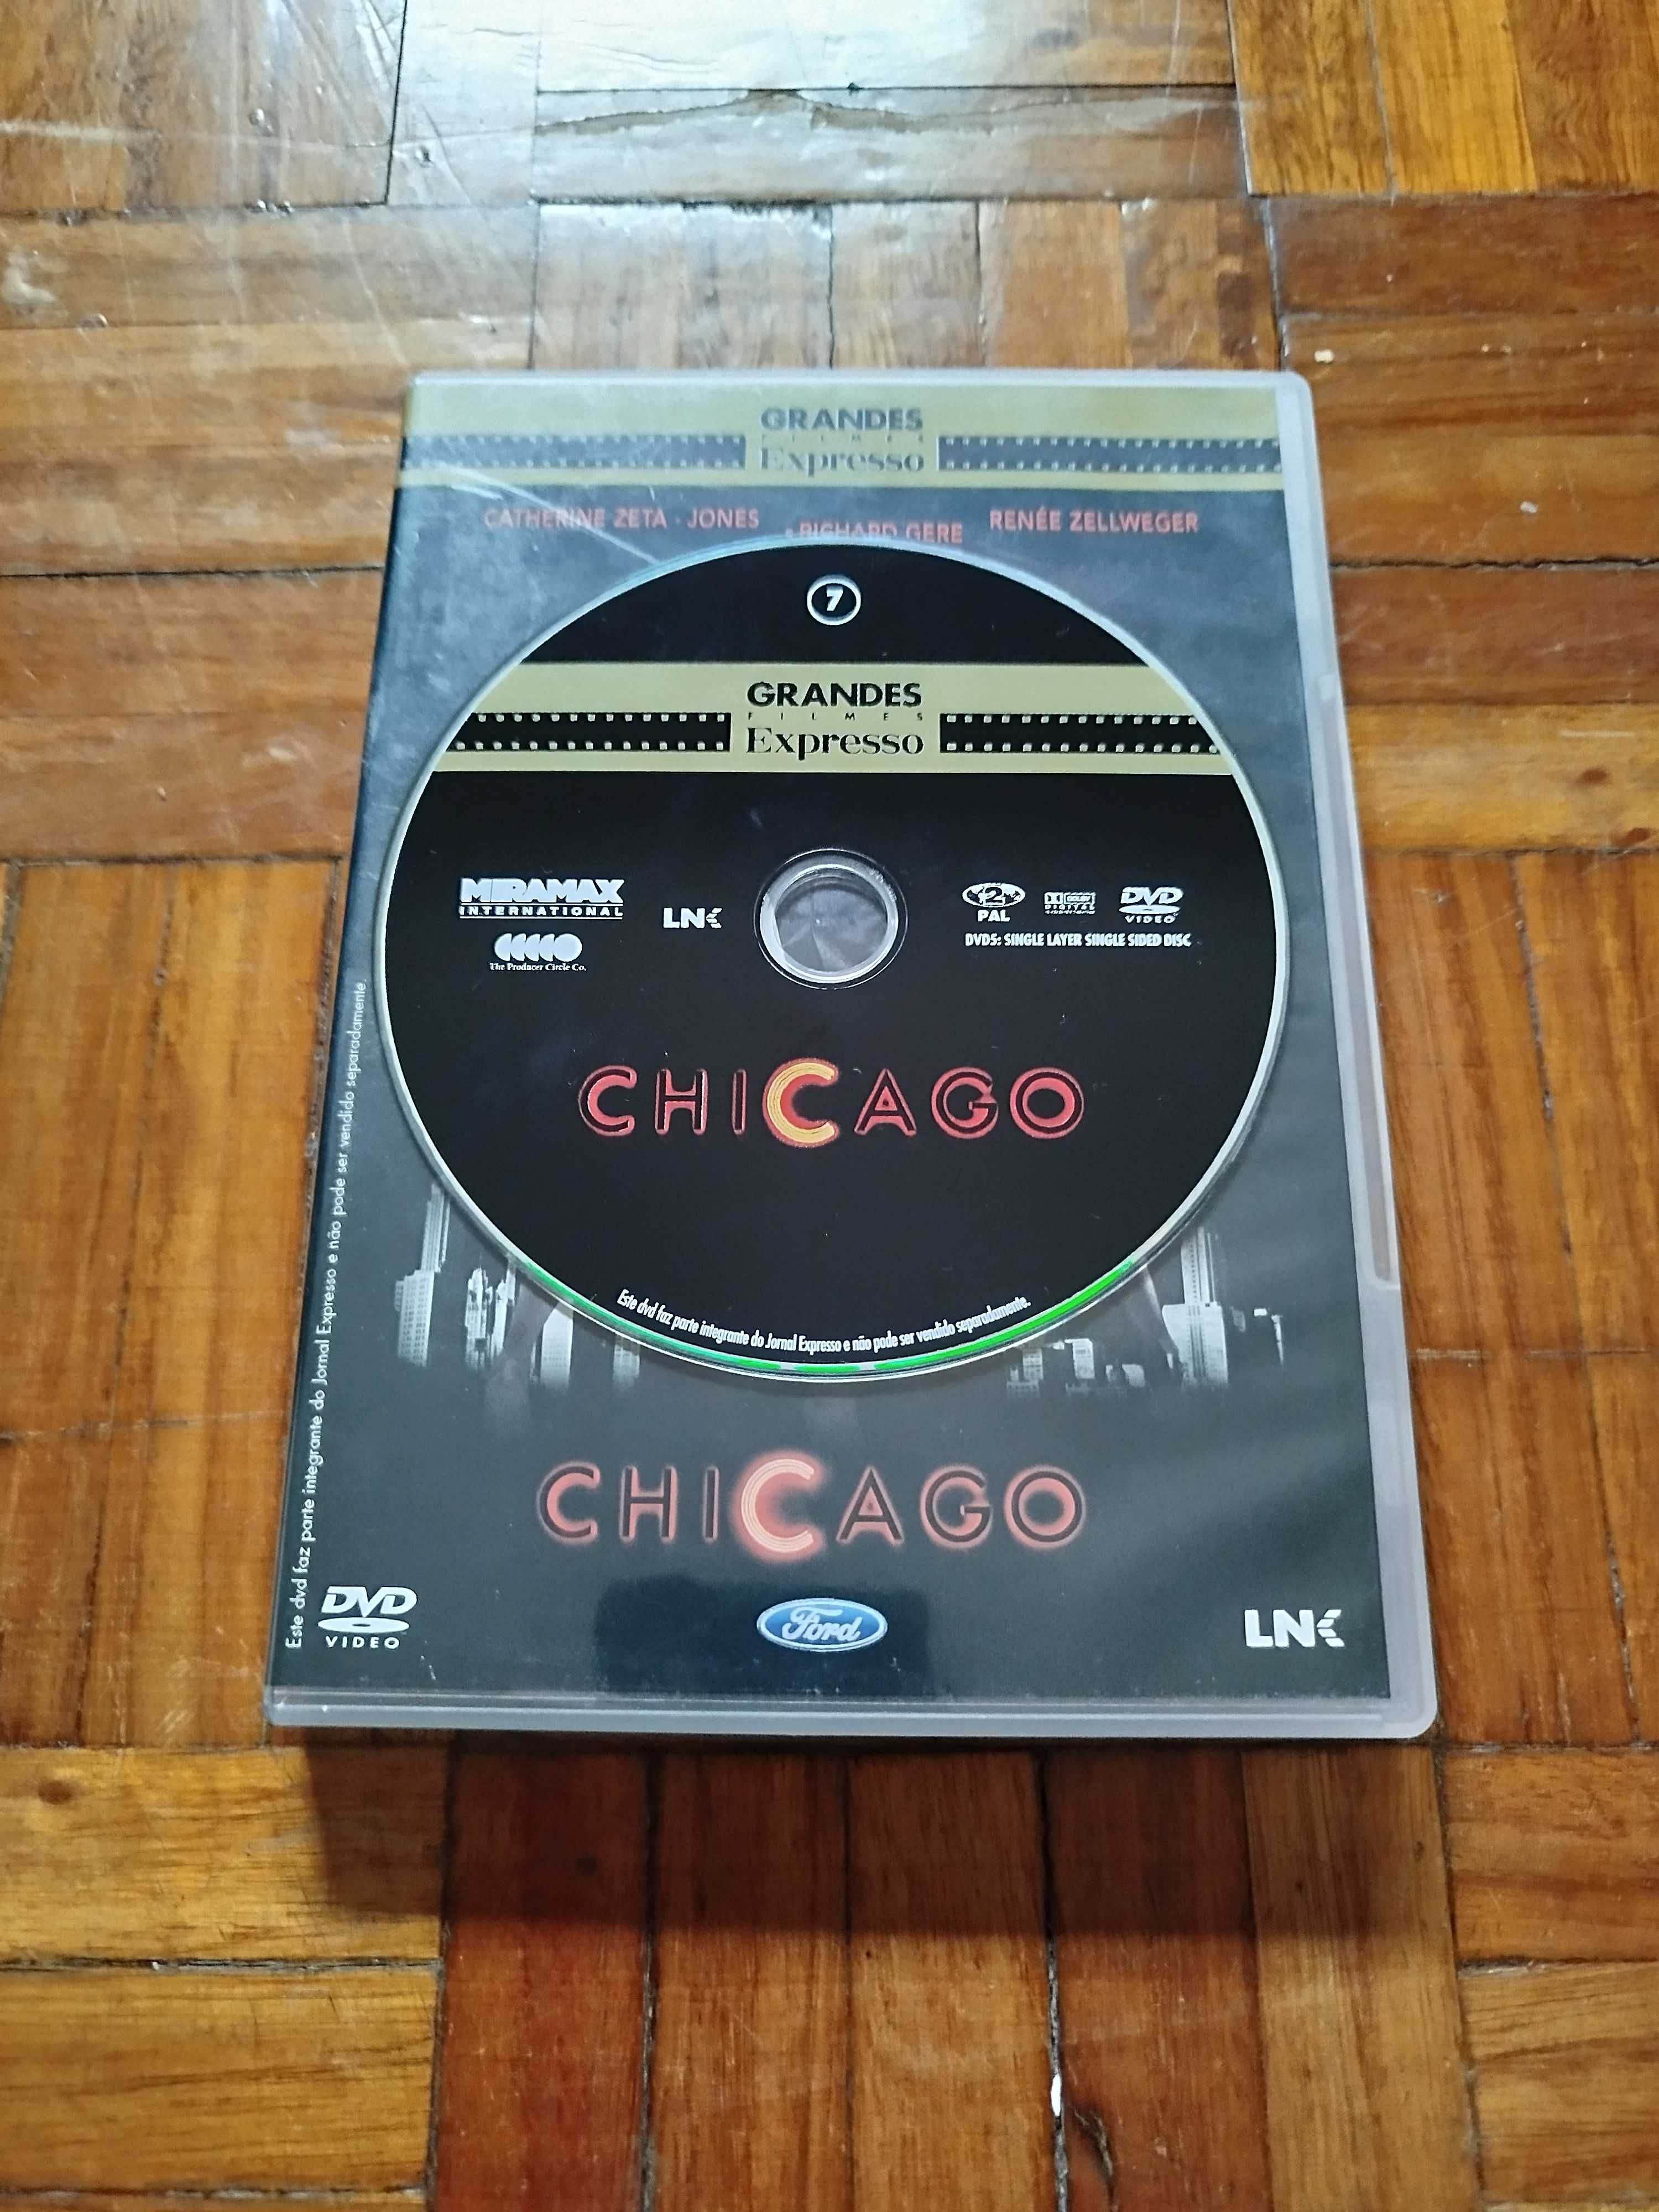 GRANDES
FILMES
Expresso
CATHERINE ZETA-JONES
RICHARD GERE
RENÉE ZELLWEGER
7
GRANDES
FILMES
Expresso
MIRAMAX
INTERNATIONAL
The Producer Circle Co.
LNK
2
PAL
DOLBY
DIGITAL
DVD
VIDEO
DVD5: SINGLE LAYER SINGLE SIDED DISC
CHICAGO
Este dvd faz parte integrante do Jornal Expresso e não pode ser vendido separadamente.
Este dvd faz parte integrante do Jornal Expresso e não pode ser vendido separadamente.
CHICAGO
DVD
VIDEO
Ford
LNK